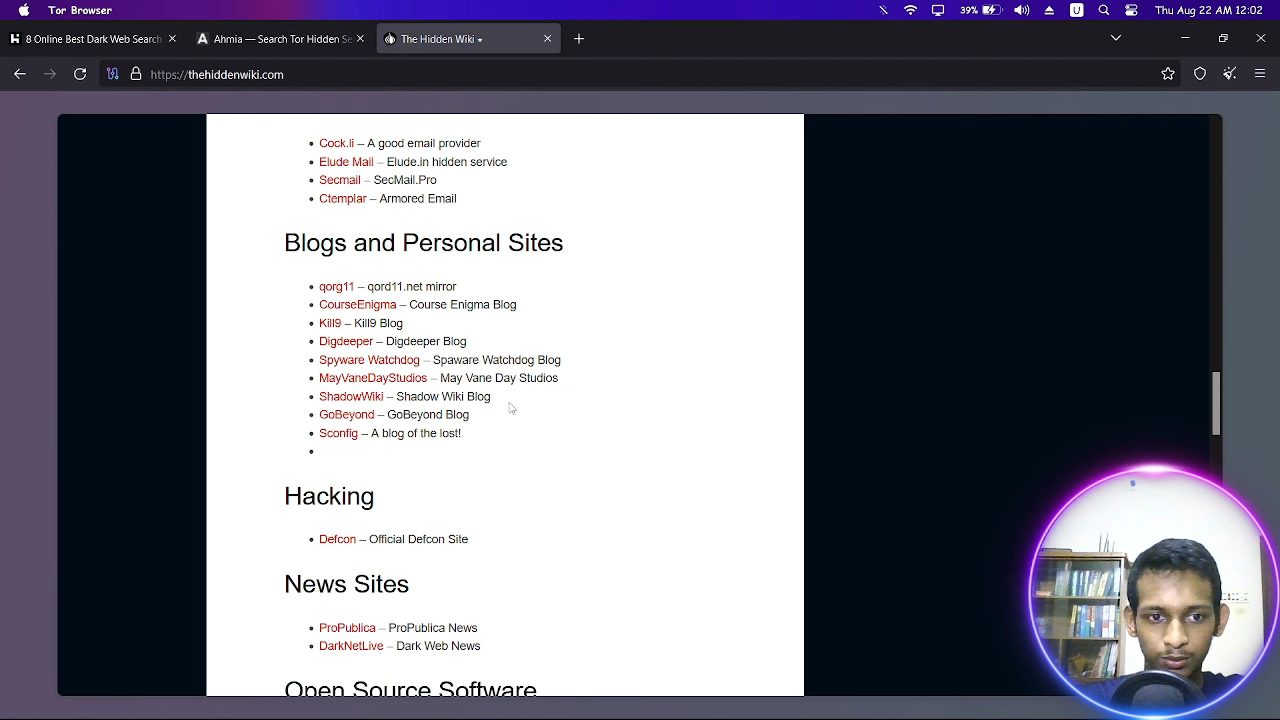 Tor Browser
39%
U
Thu Aug 22 AM 12:02
8 Online Best Dark Web Search
Ahmia — Search Tor Hidden Se
The Hidden Wiki •
https://thehiddenwiki.com
Cock.li – A good email provider
Elude Mail – Elude.in hidden service
Secmail – SecMail.Pro
Ctemplar – Armored Email
Blogs and Personal Sites
qorg11 – qord11.net mirror
CourseEnigma – Course Enigma Blog
Kill9 – Kill9 Blog
Digdeeper – Digdeeper Blog
Spyware Watchdog – Spaware Watchdog Blog
MayVaneDayStudios – May Vane Day Studios
ShadowWiki – Shadow Wiki Blog
GoBeyond – GoBeyond Blog
Sconfig – A blog of the lost!
Hacking
Defcon – Official Defcon Site
News Sites
ProPublica – ProPublica News
DarkNetLive – Dark Web News
Open Source Software